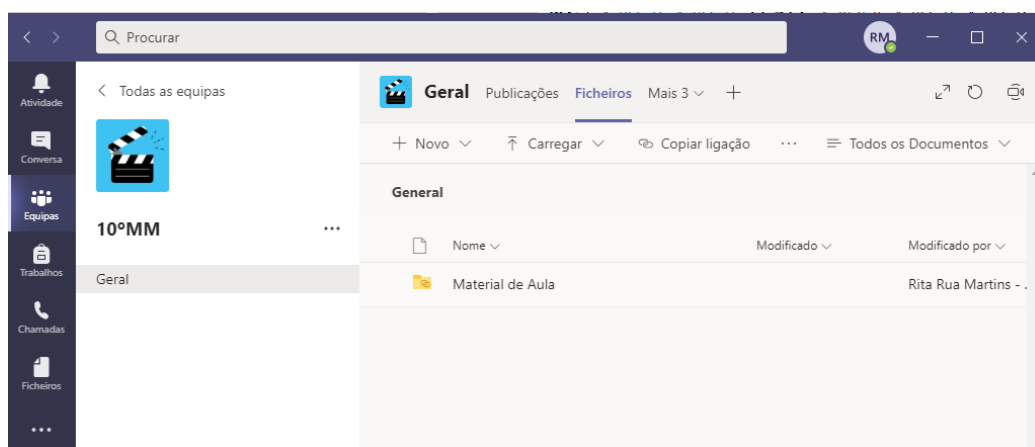 Procurar
RM
Atividade
Conversa
Equipas
Trabalhos
Chamadas
Ficheiros
Todas as equipas
10ºMM
Geral
Geral Publicações Ficheiros Mais 3
Novo Carregar Copiar ligação Todos os Documentos
General
Nome Modificado Modificado por
Material de Aula Rita Rua Martins - .